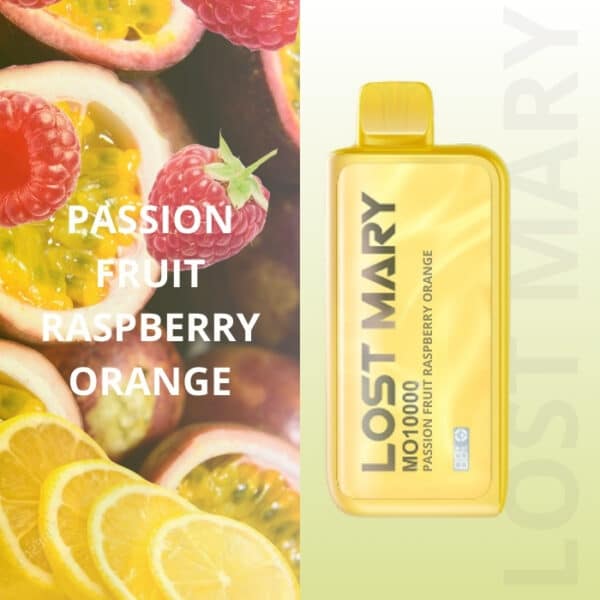 PASSION
FRUIT
RASPBERRY
ORANGE
LOST MARY
MO10000
PASSION FRUIT RASPBERRY ORANGE
LOST MARY